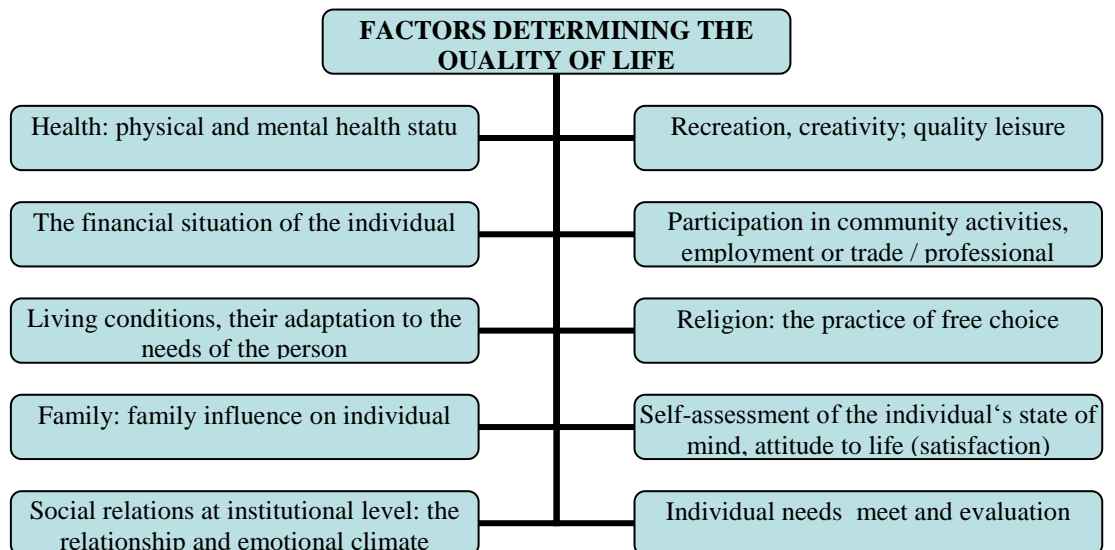 FACTORS DETERMINING THE
QUALITY OF LIFE
Health: physical and mental health statu
The financial situation of the individual
Living conditions, their adaptation to the
needs of the person
Family: family influence on individual
Social relations at institutional level: the
relationship and emotional climate
Recreation, creativity; quality leisure
Participation in community activities,
employment or trade / professional
Religion: the practice of free choice
Self-assessment of the individual‘s state of
mind, attitude to life (satisfaction)
Individual needs  meet and evaluation